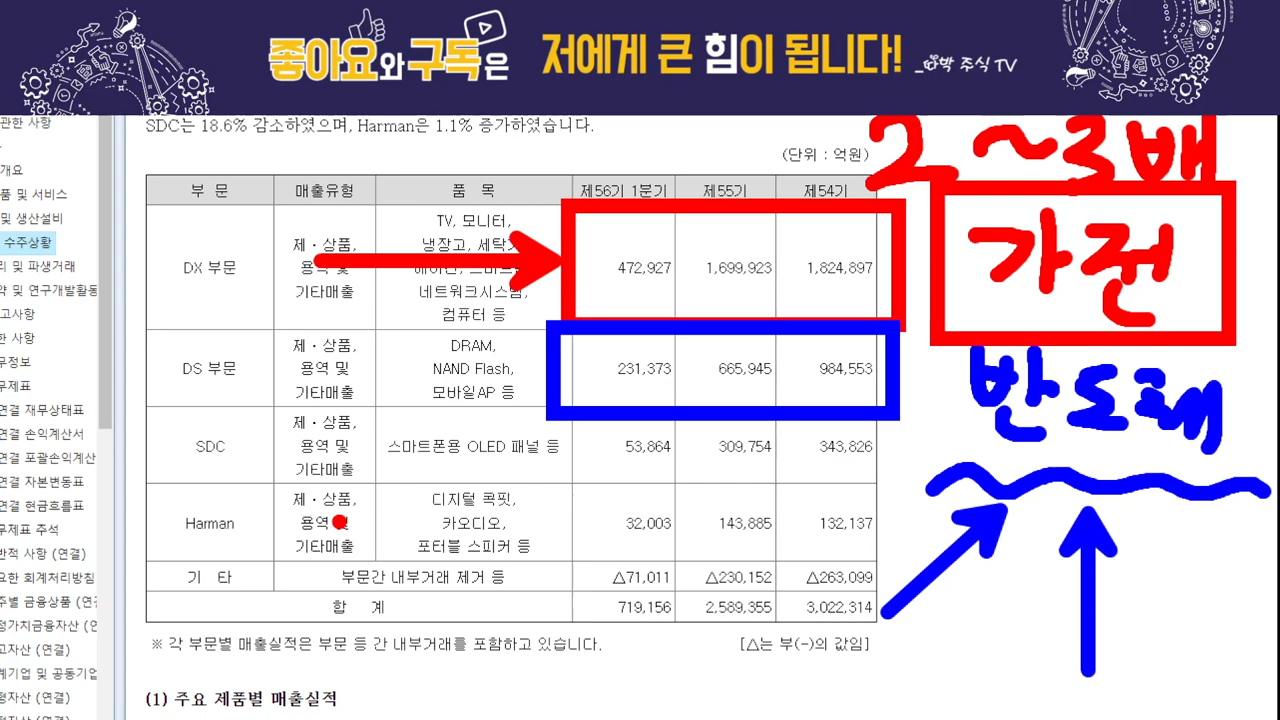 좋아요와 구독은 저에게 큰 힘이 됩니다!
박 주식 TV
관한 사항
개요
품 및 서비스
및 생산설비
수주상황
리 및 파생거래
약 및 연구개발활동
고사항
한 사항
무정보
무제표
연결 재무상태표
연결 손익계산서
연결 포괄손익계산
연결 자본변동표
연결 현금흐름표
무제표 주석
반적 사항 (연결)
요한 회계처리방침
주별 금융상품 (연결
정가치금융자산 (연
고자산 (연결)
계기업 및 공동기업
형자산 (연결)
SDC는 18.6% 감소하였으며, Harman은 1.1% 증가하였습니다.
(단위 : 억원)
부 문 매출유형 품 목 제56기 1분기 제55기 제54기
DX 부문 제・상품, 용역 및 기타매출 TV, 모니터, 냉장고, 세탁 네트워크시스템, 컴퓨터 등 472,927 1,699,923 1,824,897
DS 부문 제・상품, 용역 및 기타매출 DRAM, NAND Flash, 모바일AP 등 231,373 665,945 984,553
SDC 제・상품, 용역 및 기타매출 스마트폰용 OLED 패널 등 53,864 309,754 343,826
Harman 제・상품, 용역 및 기타매출 디지털 콕핏, 카오디오, 포터블 스피커 등 32,003 143,885 132,137
기 타 부문간 내부거래 제거 등 △71,011 △230,152 △263,099
합 계 719,156 2,589,355 3,022,314
※ 각 부문별 매출실적은 부문 등 간 내부거래를 포함하고 있습니다. [△는 부(-)의 값임]
(1) 주요 제품별 매출실적
2~3배
가전
반도체